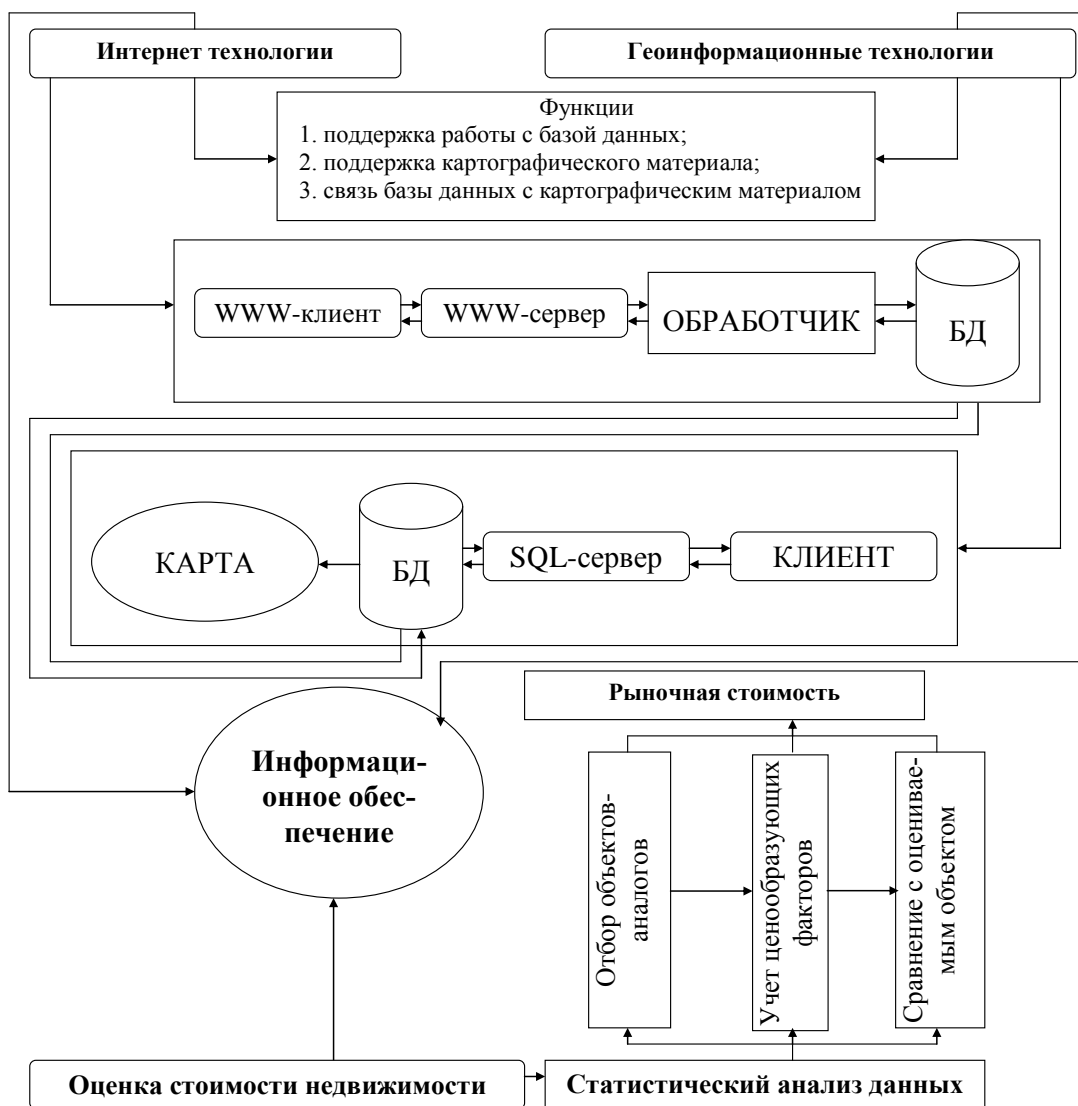 Интернет технологии
Геоинформационные технологии
Функции
1. поддержка работы с базой данных;
2. поддержка картографического материала;
3. связь базы данных с картографическим материалом
WWW-клиент
WWW-сервер
ОБРАБОТЧИК
БД
КАРТА
БД
SQL-сервер
КЛИЕНТ
Рыночная стоимость
Информаци-
онное обес-
печение
Отбор объектов-
аналогов
Учет ценообразующих
факторов
Сравнение с оценивае-
мым объектом
Оценка стоимости недвижимости
Статистический анализ данных